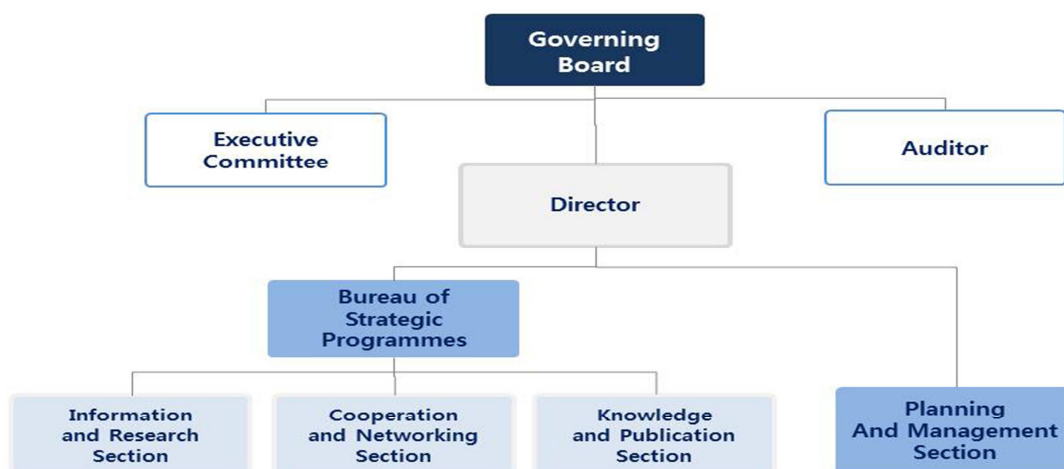 Governing
Board
Executive
Committee
Auditor
Director
Bureau of
Strategic
Programmes
Information
and Research
Section
Cooperation
and Networking
Section
Knowledge
and Publication
Section
Planning
And Management
Section